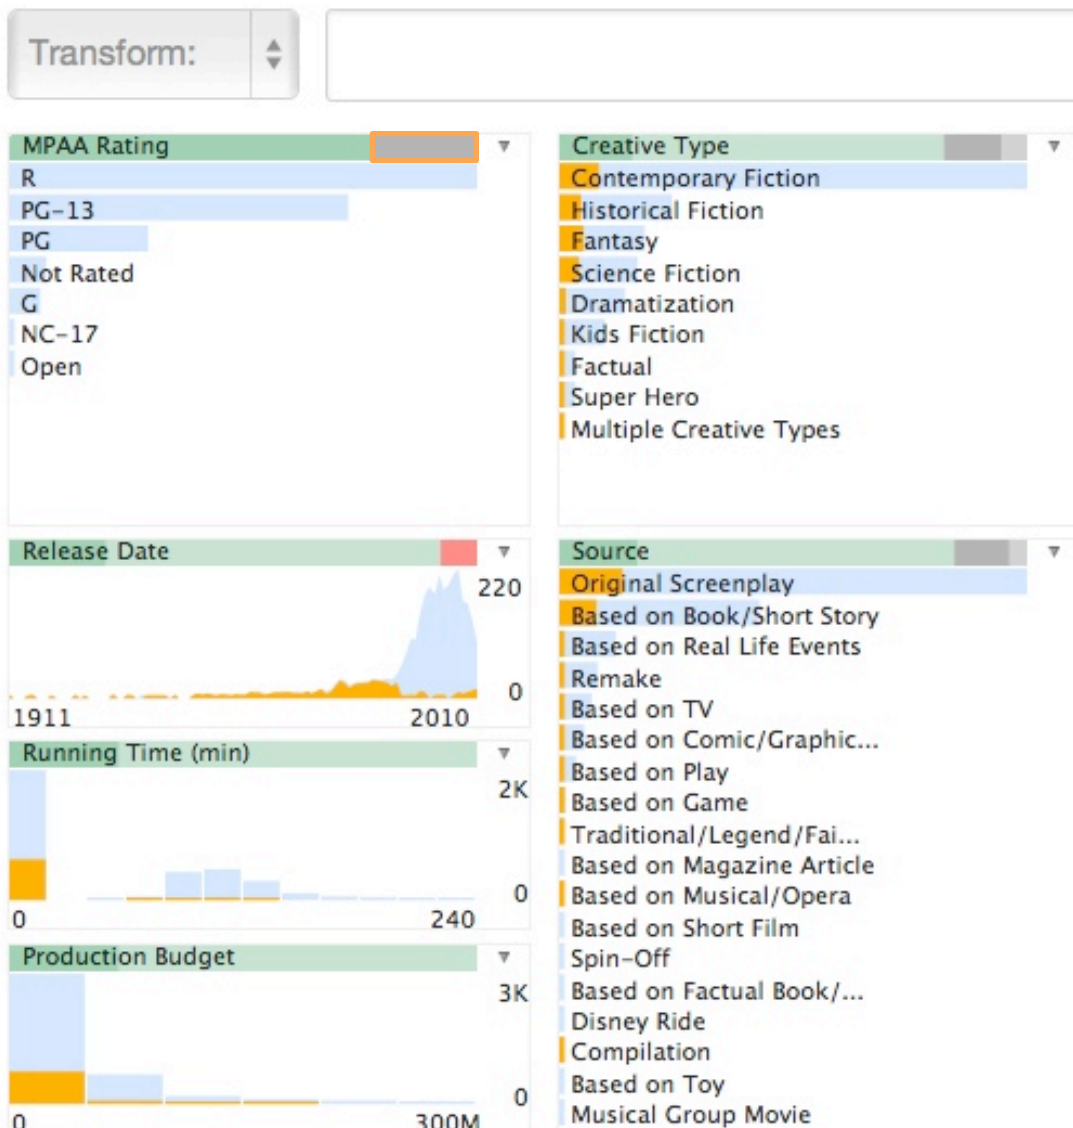 Transform:
MPAA Rating
R
PG-13
PG
Not Rated
G
NC-17
Open
Creative Type
Contemporary Fiction
Historical Fiction
Fantasy
Science Fiction
Dramatization
Kids Fiction
Factual
Super Hero
Multiple Creative Types
Release Date
220
0
1911 2010
Running Time (min)
2K
0
0 240
Production Budget
3K
0
0 300M
Source
Original Screenplay
Based on Book/Short Story
Based on Real Life Events
Remake
Based on TV
Based on Comic/Graphic...
Based on Play
Based on Game
Traditional/Legend/Fai...
Based on Magazine Article
Based on Musical/Opera
Based on Short Film
Spin-Off
Based on Factual Book/...
Disney Ride
Compilation
Based on Toy
Musical Group Movie